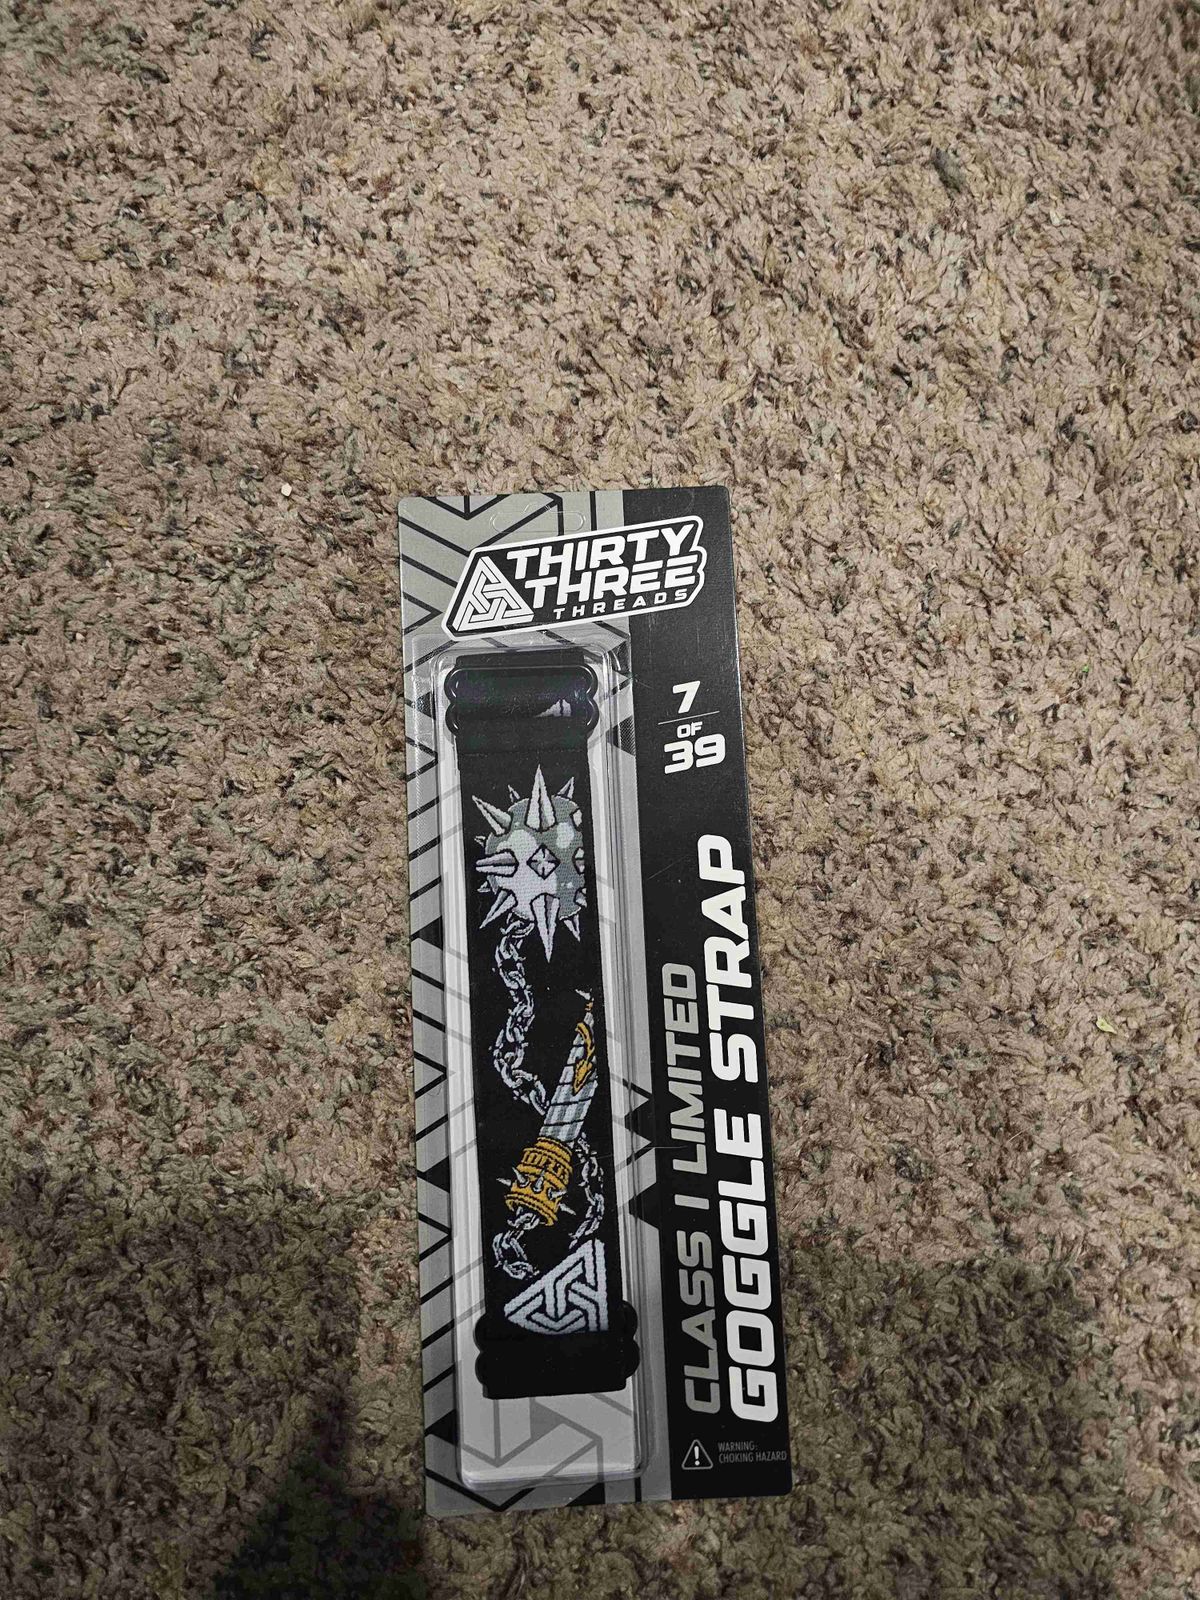 THIRTY
THREE
THREADS
7
OF
39
CLASS I LIMITED
GOGGLE STRAP
WARNING:
CHOKING HAZARD